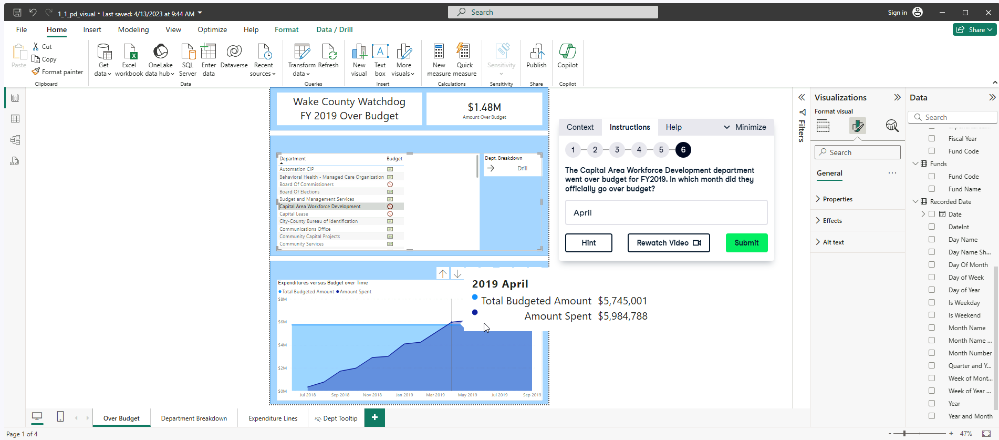 1_1_pd_visual • Last saved: 4/13/2023 at 9:44 AM
Search
Sign in
File
Home
Insert
Modeling
View
Optimize
Help
Format
Data / Drill
Share
Paste
Cut
Copy
Format painter
Clipboard
Get data
Excel workbook
OneLake data hub
SQL Server
Enter data
Dataverse
Recent sources
Data
Transform data
Refresh
Queries
New visual
Text box
More visuals
Insert
New measure
Quick measure
Calculations
Sensitivity
Sensitivity
Publish
Share
Copilot
Copilot
Wake County Watchdog
FY 2019 Over Budget
$1.48M
Amount Over Budget
Department
Budget
Automation CIP
Behavioral Health - Managed Care Organization
Board Of Commissioners
Board Of Elections
Budget and Management Services
Capital Area Workforce Development
Capital Lease
City-County Bureau of Identification
Communications Office
Community Capital Projects
Community Services
Dept. Breakdown
Drill
Expenditures versus Budget over Time
Total Budgeted Amount
Amount Spent
$8M
$6M
$4M
$2M
$0M
Jul 2018
Sep 2018
Nov 2018
Jan 2019
Mar 2019
May 2019
Jul 2019
Sep 2019
2019 April
Total Budgeted Amount $5,745,001
Amount Spent $5,984,788
Context
Instructions
Help
Minimize
1
2
3
4
5
6
The Capital Area Workforce Development department
went over budget for FY2019. In which month did they
officially go over budget?
April
Hint
Rewatch Video
Submit
Filters
Visualizations
Format visual
Search
General
...
Properties
Effects
Alt text
Data
Search
Fiscal Year
Fund Code
Funds
Fund Code
Fund Name
Recorded Date
Date
DateInt
Day Name
Day Name Sh...
Day Of Month
Day of Week
Day of Year
Is Weekday
Is Weekend
Month Name
Month Name ...
Month Number
Quarter and Y...
Week of Mont...
Week of Year ...
Year
Year and Month
Over Budget
Department Breakdown
Expenditure Lines
Dept Tooltip
+
Page 1 of 4
- + 47%